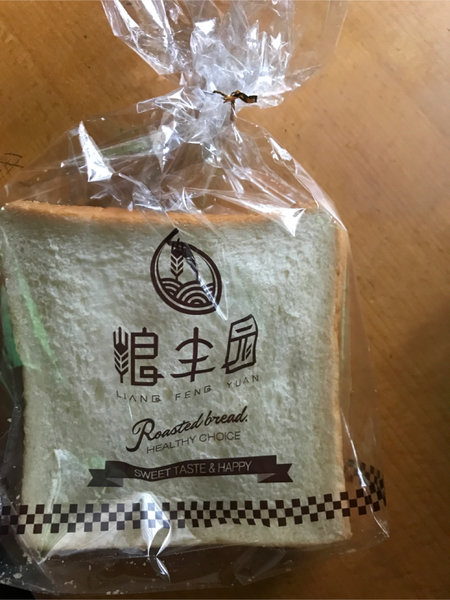 粮丰园
LIANG FENG YUAN
Roasted bread.
HEALTHY CHOICE
SWEET TASTE & HAPPY